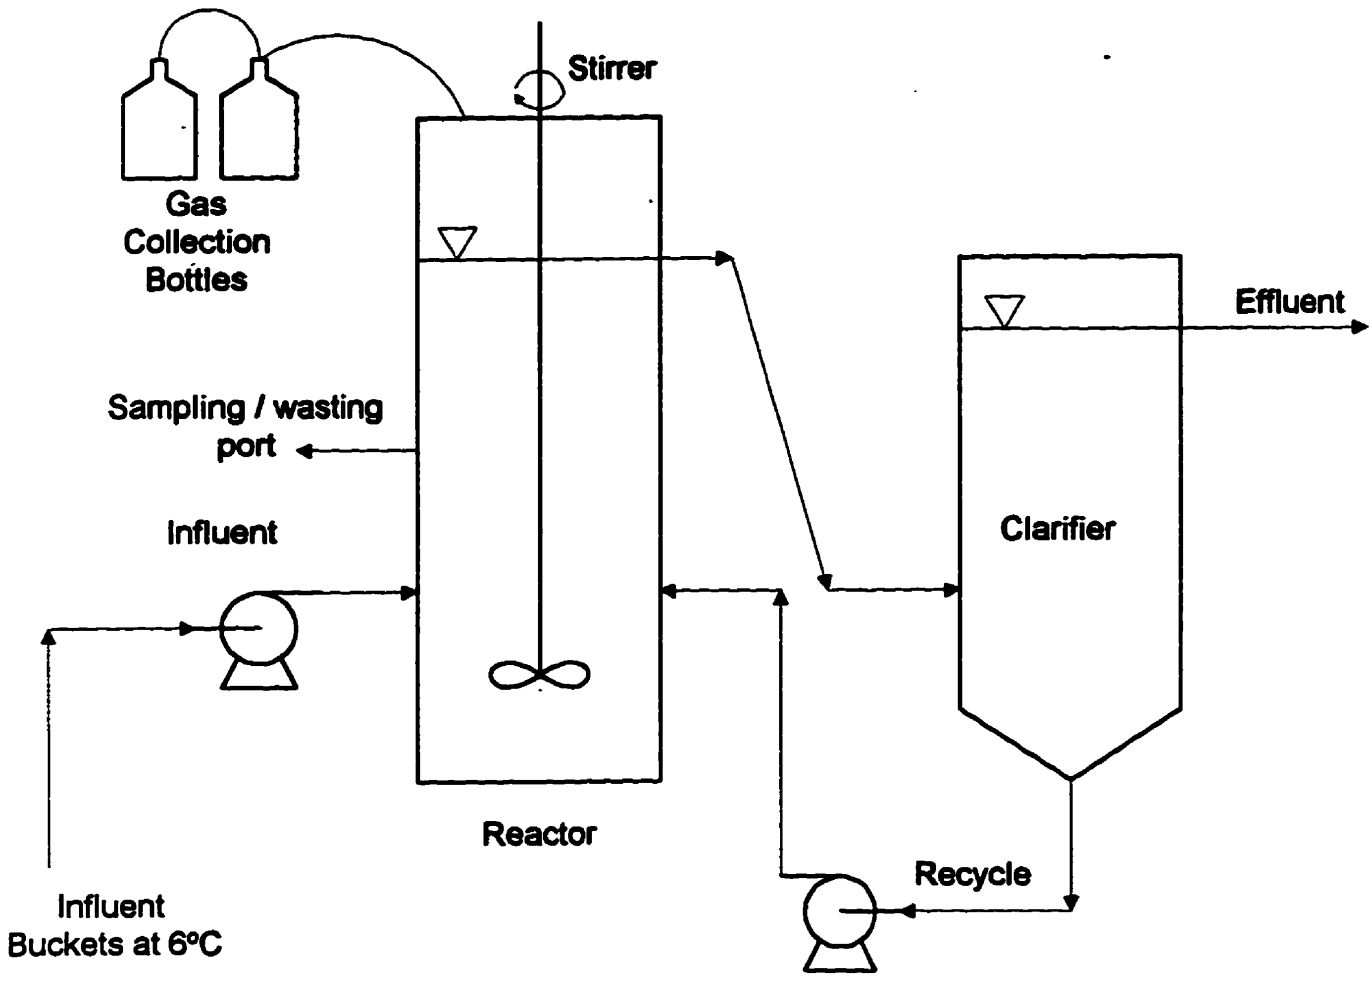 Stirrer
Gas
Collection
Bottles
Effluent
Sampling / wasting
port
Influent
Clarifier
Reactor
Recycle
Influent
Buckets at 6ºC